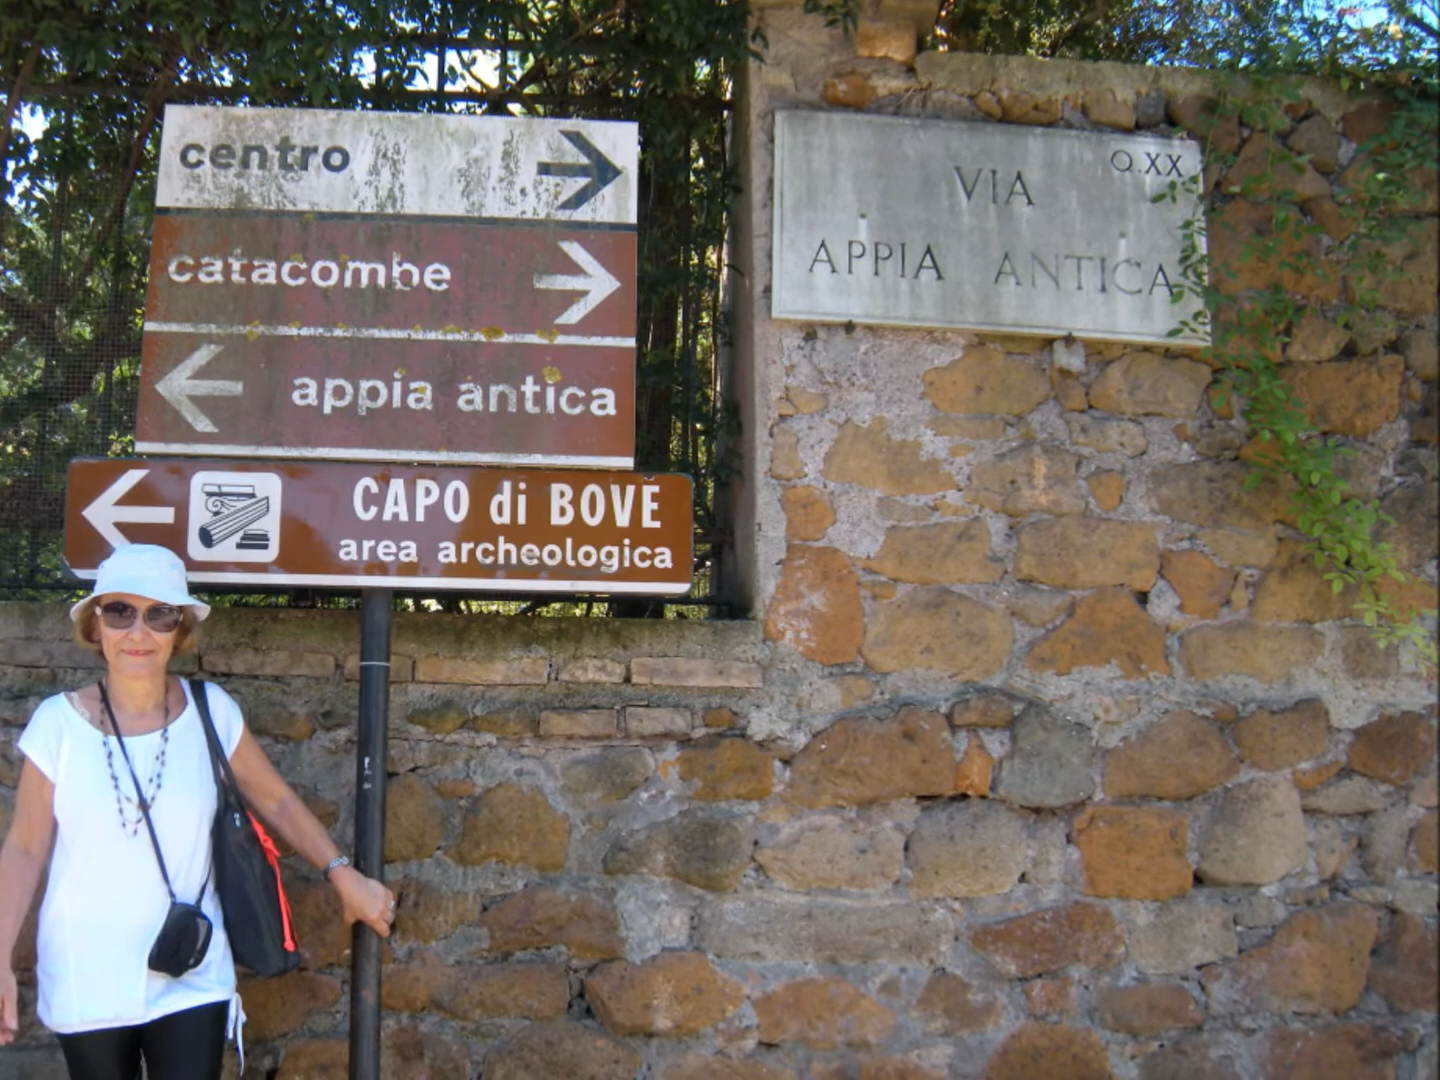 centro
catacombe
appia antica
CAPO di BOVE
area archeologica
Q.XX
VIA
APPIA ANTICA